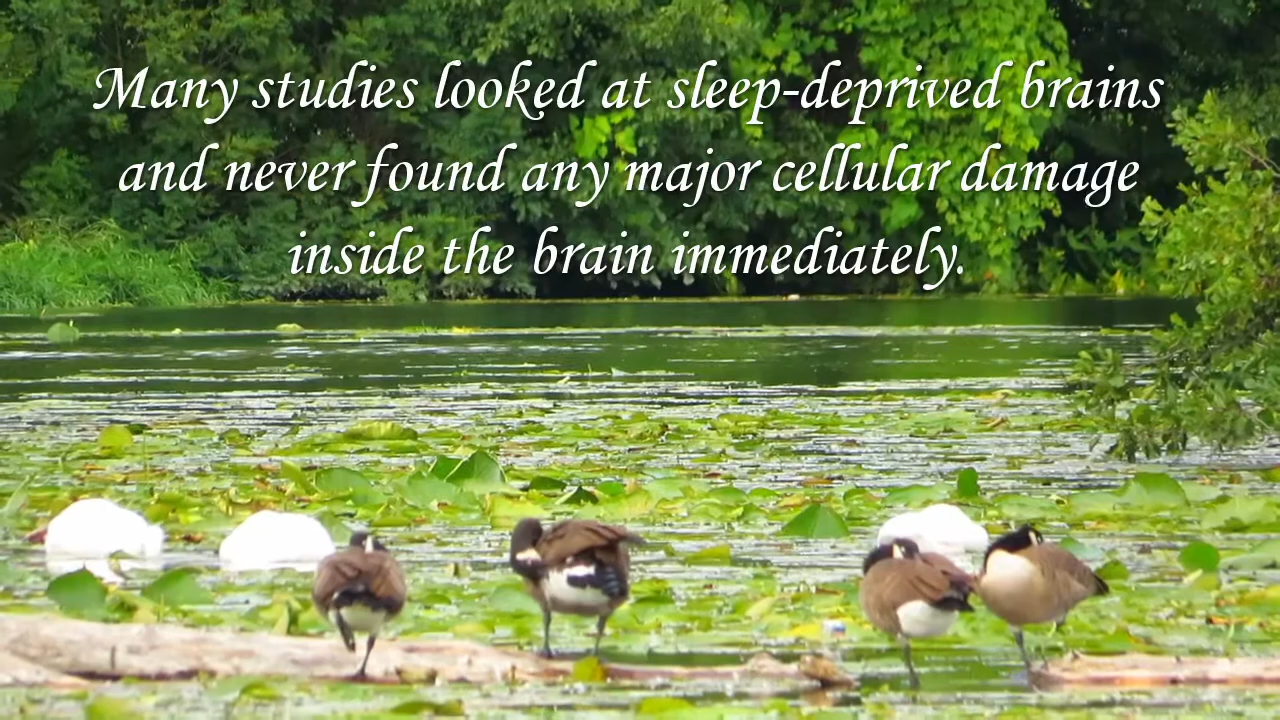 Many studies looked at sleep-deprived brains
and never found any major cellular damage
inside the brain immediately.